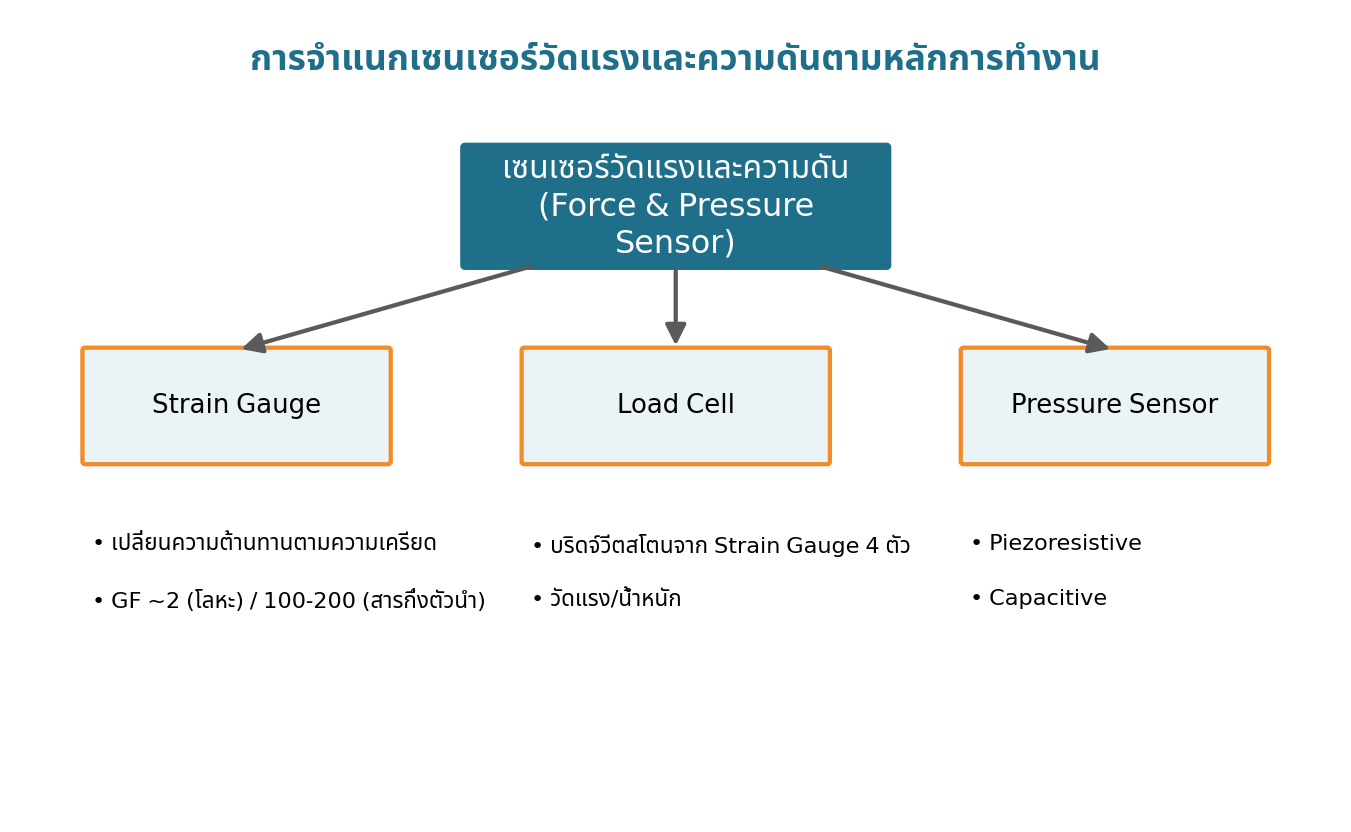 การจำแนกเซนเซอร์วัดแรงและความดันตามหลักการทำงาน
เซนเซอร์วัดแรงและความดัน
(Force & Pressure
Sensor)
Strain Gauge
Load Cell
Pressure Sensor
• เปลี่ยนความต้านทานตามความเครียด
• GF ~2 (โลหะ) / 100-200 (สารกึ่งตัวนำ)
• บริดจ์วีตสโตนจาก Strain Gauge 4 ตัว
• วัดแรง/น้ำหนัก
• Piezoresistive
• Capacitive